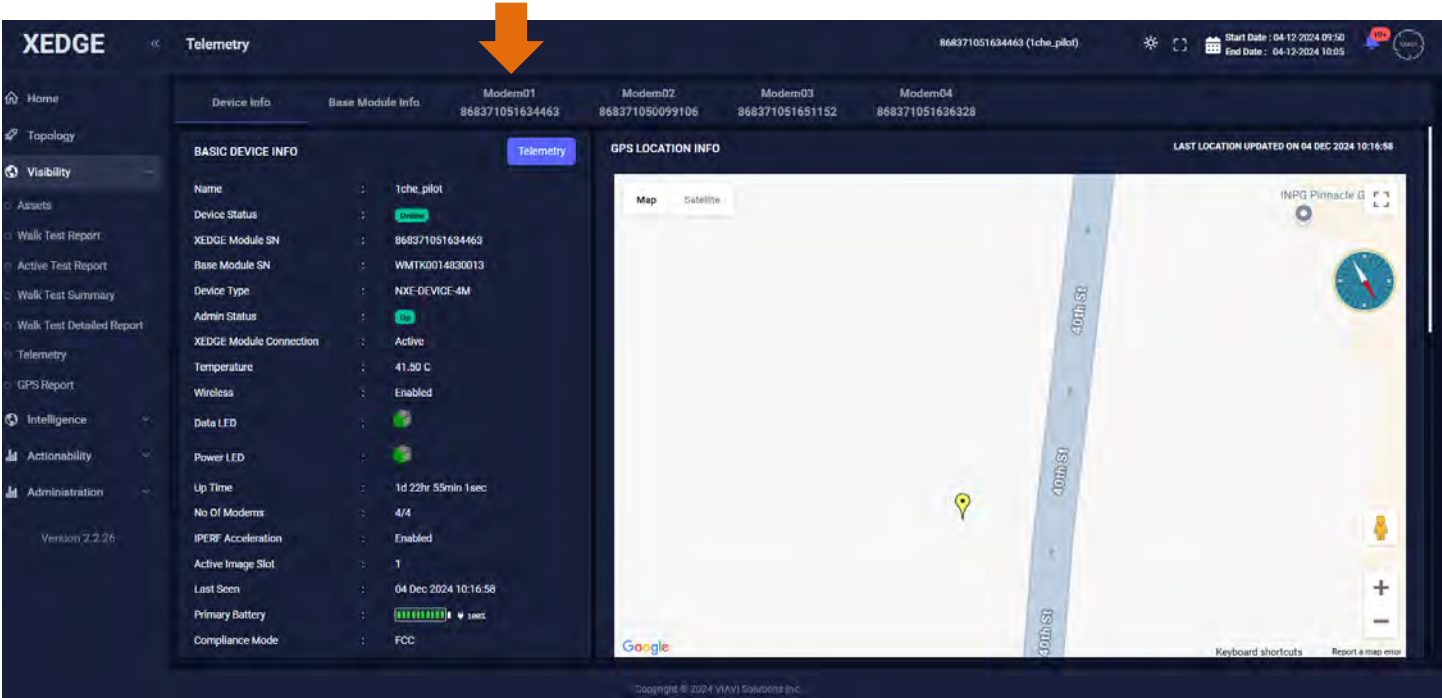 XEDGE
«
Telemetry
868371051634463 (1che_pilot)
Start Date : 04-12-2024 09:50
End Date : 04-12-2024 10:05
10+
VIAVI
Home
Topology
Visibility
Assets
Walk Test Report
Active Test Report
Walk Test Summary
Walk Test Detailed Report
Telemetry
GPS Report
Intelligence
Actionability
Administration
Version 2.2.26
Device Info
Base Module Info
Modem01
868371051634463
Modem02
868371050099106
Modem03
868371051651152
Modem04
868371051636328
BASIC DEVICE INFO
Telemetry
Name : 1che_pilot
Device Status : Online
XEDGE Module SN : 868371051634463
Base Module SN : WMTK0014830013
Device Type : NXE-DEVICE-4M
Admin Status : Up
XEDGE Module Connection : Active
Temperature : 41.50 C
Wireless : Enabled
Data LED :
Power LED :
Up Time : 1d 22hr 55min 1sec
No Of Modems : 4/4
IPERF Acceleration : Enabled
Active Image Slot : 1
Last Seen : 04 Dec 2024 10:16:58
Primary Battery : 100%
Compliance Mode : FCC
GPS LOCATION INFO
LAST LOCATION UPDATED ON 04 DEC 2024 10:16:58
Map
Satellite
INPG Pinnacle G
40th St
40th St
40th St
Google
Keyboard shortcuts
Report a map error
Copyright © 2024 VIAVI Solutions Inc.